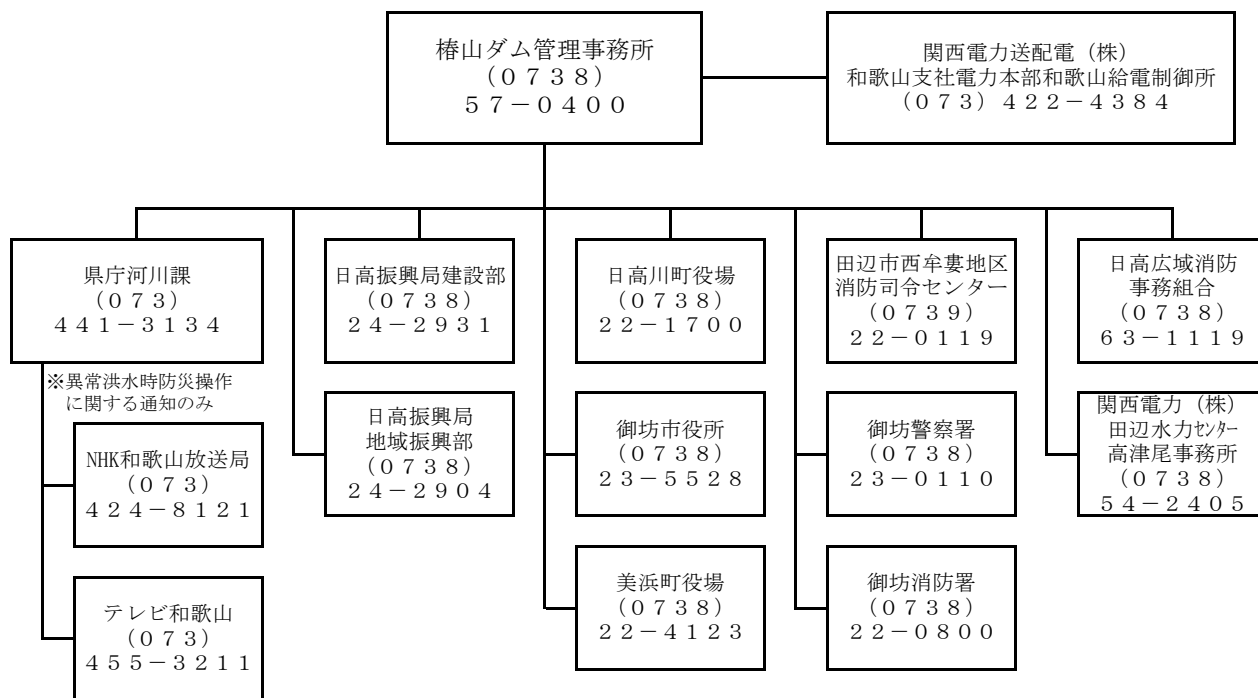 椿山ダム管理事務所
（０７３８）
５７－０４００
関西電力送配電（株）
和歌山支社電力本部和歌山給電制御所
（０７３）４２２－４３８４
県庁河川課
（０７３）
４４１－３１３４
日高振興局建設部
（０７３８）
２４－２９３１
日高川町役場
（０７３８）
２２－１７００
田辺市西牟婁地区
消防司令センター
（０７３９）
２２－０１１９
日高広域消防
事務組合
（０７３８）
６３－１１１９
※異常洪水時防災操作
に関する通知のみ
NHK和歌山放送局
（０７３）
４２４－８１２１
日高振興局
地域振興部
（０７３８）
２４－２９０４
御坊市役所
（０７３８）
２３－５５２８
御坊警察署
（０７３８）
２３－０１１０
関西電力（株）
田辺水力ｾﾝﾀｰ
高津尾事務所
（０７３８）
５４－２４０５
テレビ和歌山
（０７３）
４５５－３２１１
美浜町役場
（０７３８）
２２－４１２３
御坊消防署
（０７３８）
２２－０８００